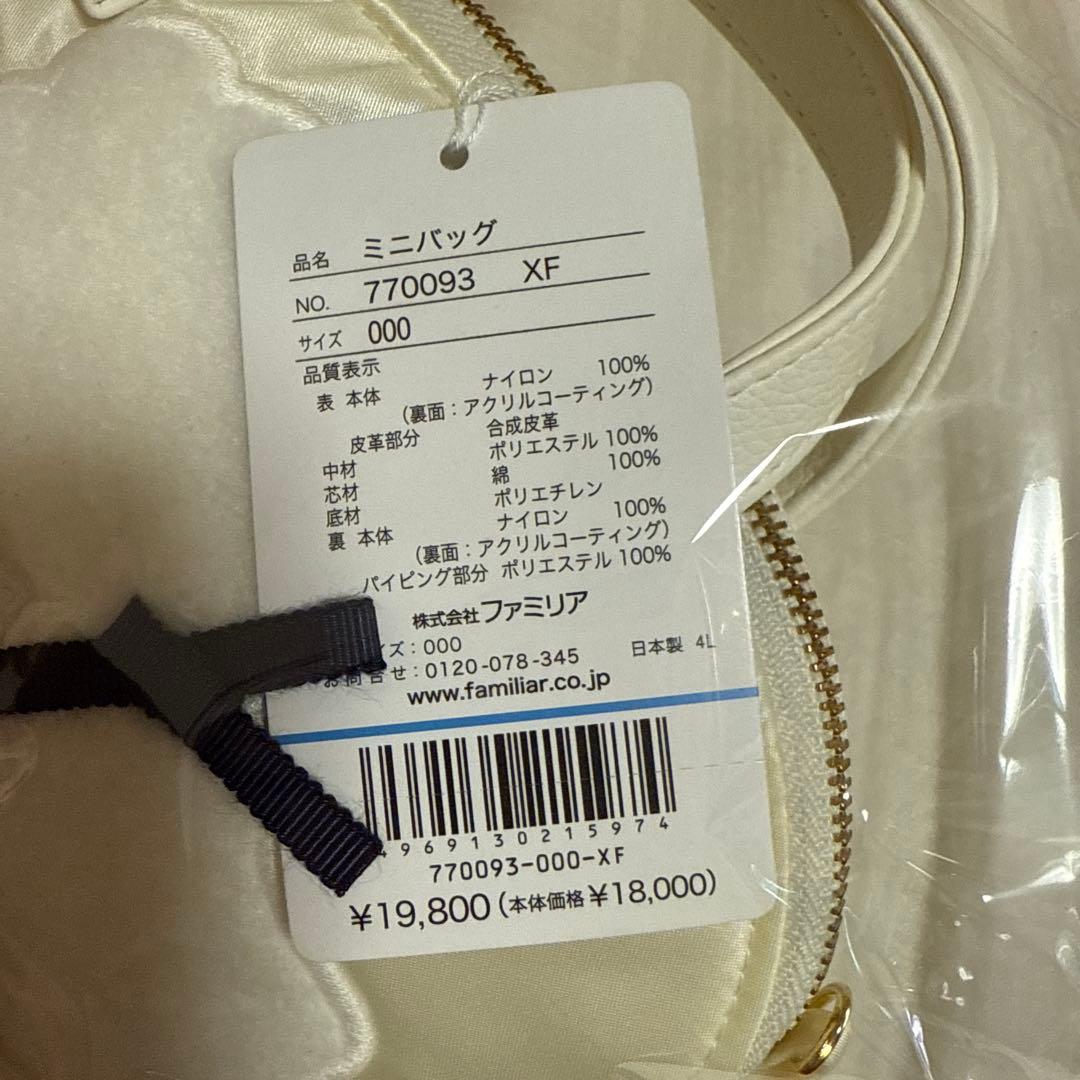 品名 ミニバッグ
NO. 770093 XF
サイズ 000
品質表示
表 本体 ナイロン 100%
(裏面：アクリルコーティング)
皮革部分 合成皮革
中材 ポリエステル 100%
芯材 綿 100%
底材 ポリエチレン
裏 本体 ナイロン 100%
(裏面：アクリルコーティング)
パイピング部分 ポリエステル 100%
株式会社ファミリア
イズ：000
お問合せ：0120-078-345 日本製 4L
www.familiar.co.jp
4969130215974
770093-000-XF
¥19,800(本体価格¥18,000)